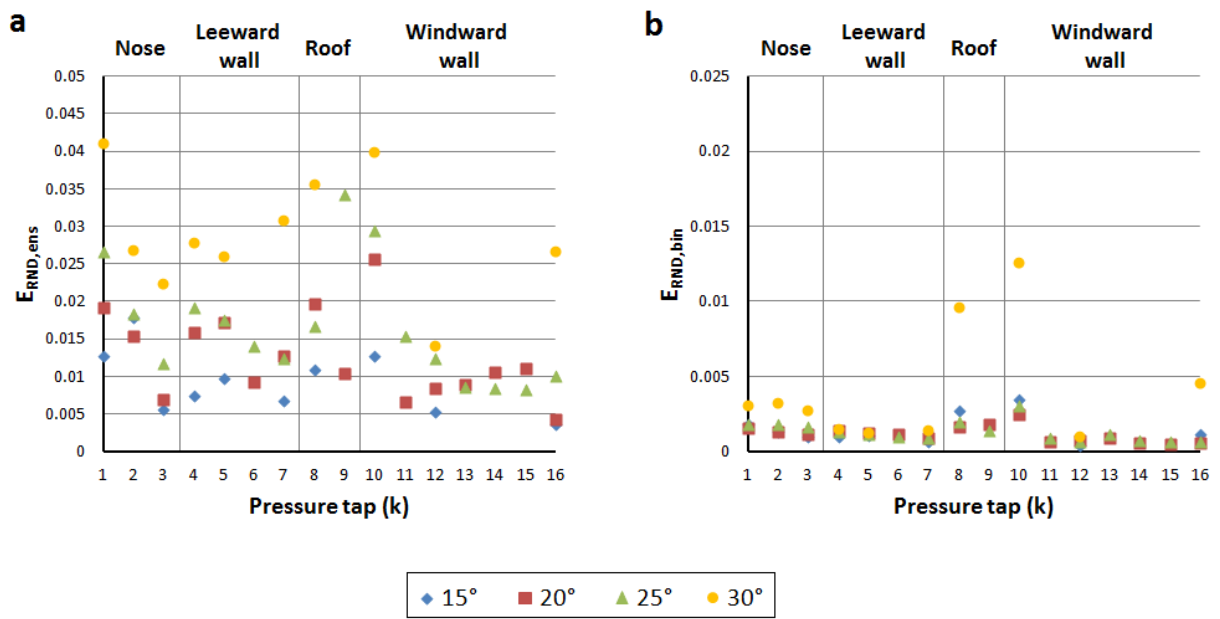 a
Nose
Leeward wall
Roof
Windward wall
0.05
0.045
0.04
0.035
0.03
0.025
0.02
0.015
0.01
0.005
0
E_RND,ens
1 2 3 4 5 6 7 8 9 10 11 12 13 14 15 16
Pressure tap (k)
b
Nose
Leeward wall
Roof
Windward wall
0.025
0.02
0.015
0.01
0.005
0
E_RND,bin
1 2 3 4 5 6 7 8 9 10 11 12 13 14 15 16
Pressure tap (k)
15° 20° 25° 30°